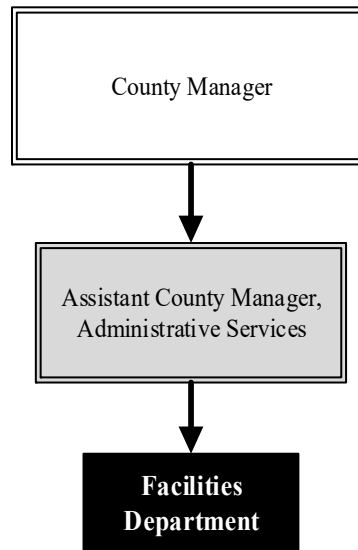 County Manager
Assistant County Manager,
Administrative Services
Facilities
Department